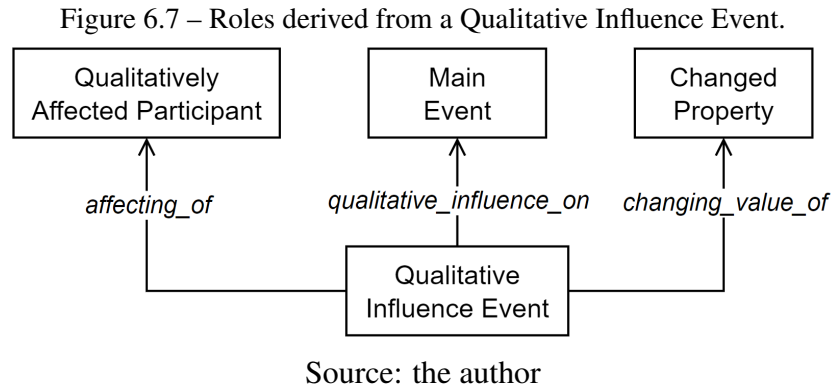 Figure 6.7 – Roles derived from a Qualitative Influence Event.
Qualitatively
Affected Participant
Main
Event
Changed
Property
affecting_of
qualitative_influence_on
changing_value_of
Qualitative
Influence Event
Source: the author